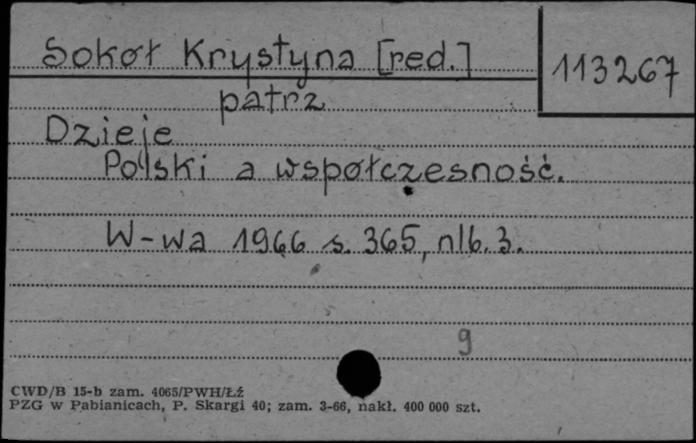 Sokół Krystyna [red.]
113267
patrz
Dzieje
Polski a współczesność.
W-wa 1966 s. 365, nlb. 3.
9
CWD/B 15-b zam. 4065/PWH/Łź
PZG w Pabianicach, P. Skargi 40; zam. 3-66, nakł. 400 000 szt.